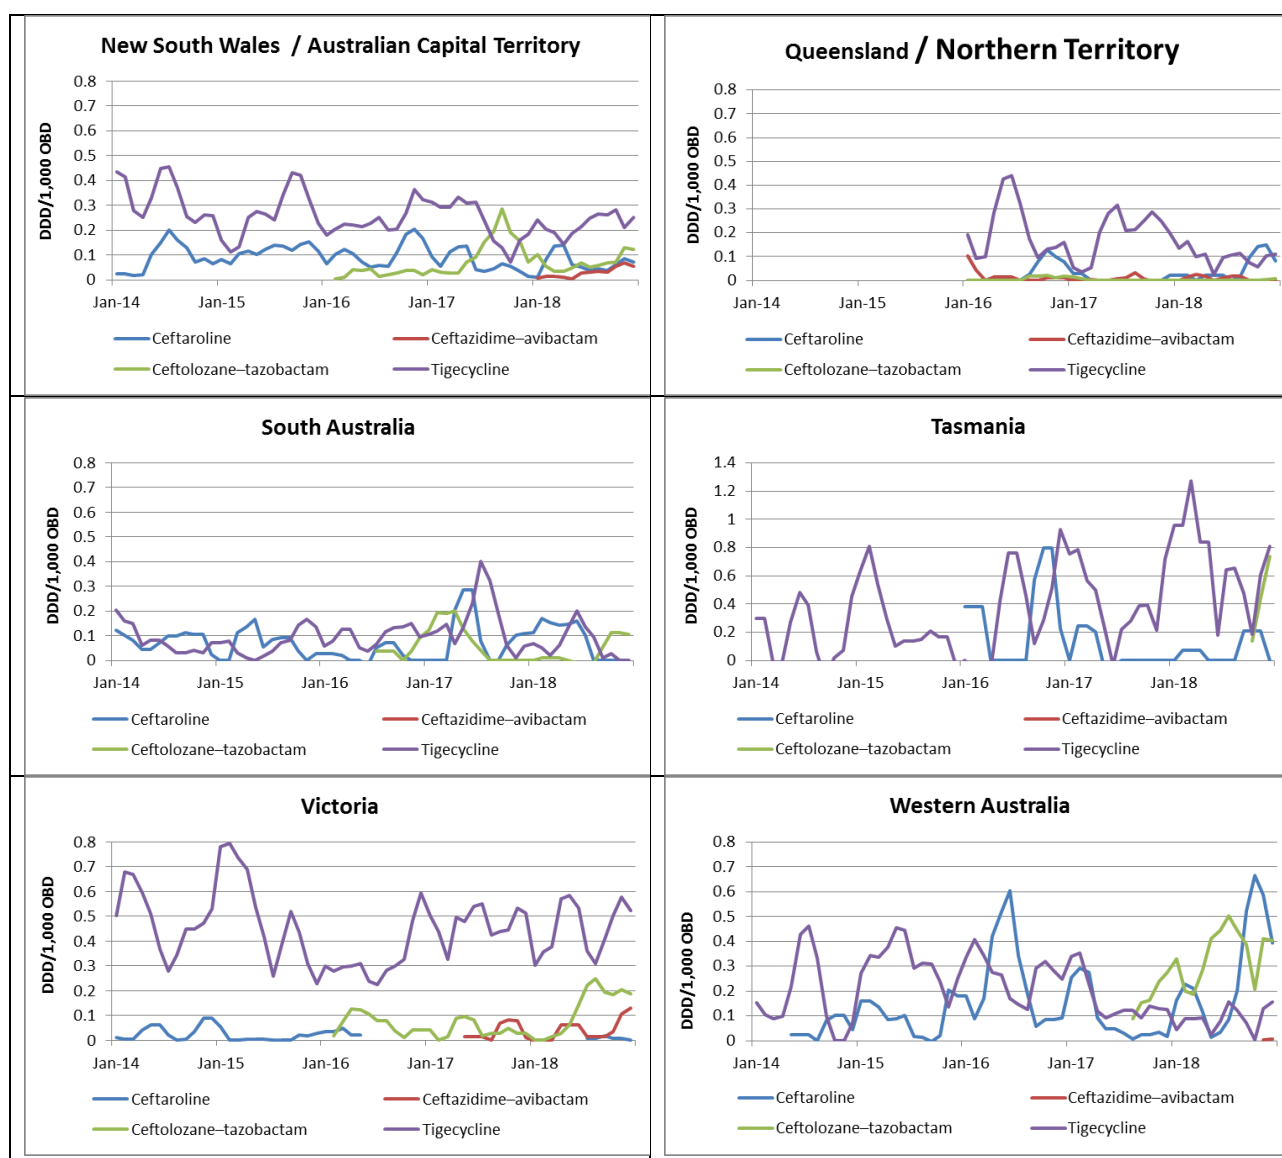 New South Wales / Australian Capital Territory
DDD/1,000 OBD
0.8
0.7
0.6
0.5
0.4
0.3
0.2
0.1
0
Jan-14 Jan-15 Jan-16 Jan-17 Jan-18
Ceftaroline Ceftazidime–avibactam
Ceftolozane–tazobactam Tigecycline
Queensland / Northern Territory
DDD/1,000 OBD
0.8
0.7
0.6
0.5
0.4
0.3
0.2
0.1
0
Jan-14 Jan-15 Jan-16 Jan-17 Jan-18
Ceftaroline Ceftazidime–avibactam
Ceftolozane–tazobactam Tigecycline
South Australia
DDD/1,000 OBD
0.8
0.7
0.6
0.5
0.4
0.3
0.2
0.1
0
Jan-14 Jan-15 Jan-16 Jan-17 Jan-18
Ceftaroline Ceftazidime–avibactam
Ceftolozane–tazobactam Tigecycline
Tasmania
DDD/1,000 OBD
1.4
1.2
1
0.8
0.6
0.4
0.2
0
Jan-14 Jan-15 Jan-16 Jan-17 Jan-18
Ceftaroline Ceftazidime–avibactam
Ceftolozane–tazobactam Tigecycline
Victoria
DDD/1,000 OBD
0.8
0.7
0.6
0.5
0.4
0.3
0.2
0.1
0
Jan-14 Jan-15 Jan-16 Jan-17 Jan-18
Ceftaroline Ceftazidime–avibactam
Ceftolozane–tazobactam Tigecycline
Western Australia
DDD/1,000 OBD
0.8
0.7
0.6
0.5
0.4
0.3
0.2
0.1
0
Jan-14 Jan-15 Jan-16 Jan-17 Jan-18
Ceftaroline Ceftazidime–avibactam
Ceftolozane–tazobactam Tigecycline